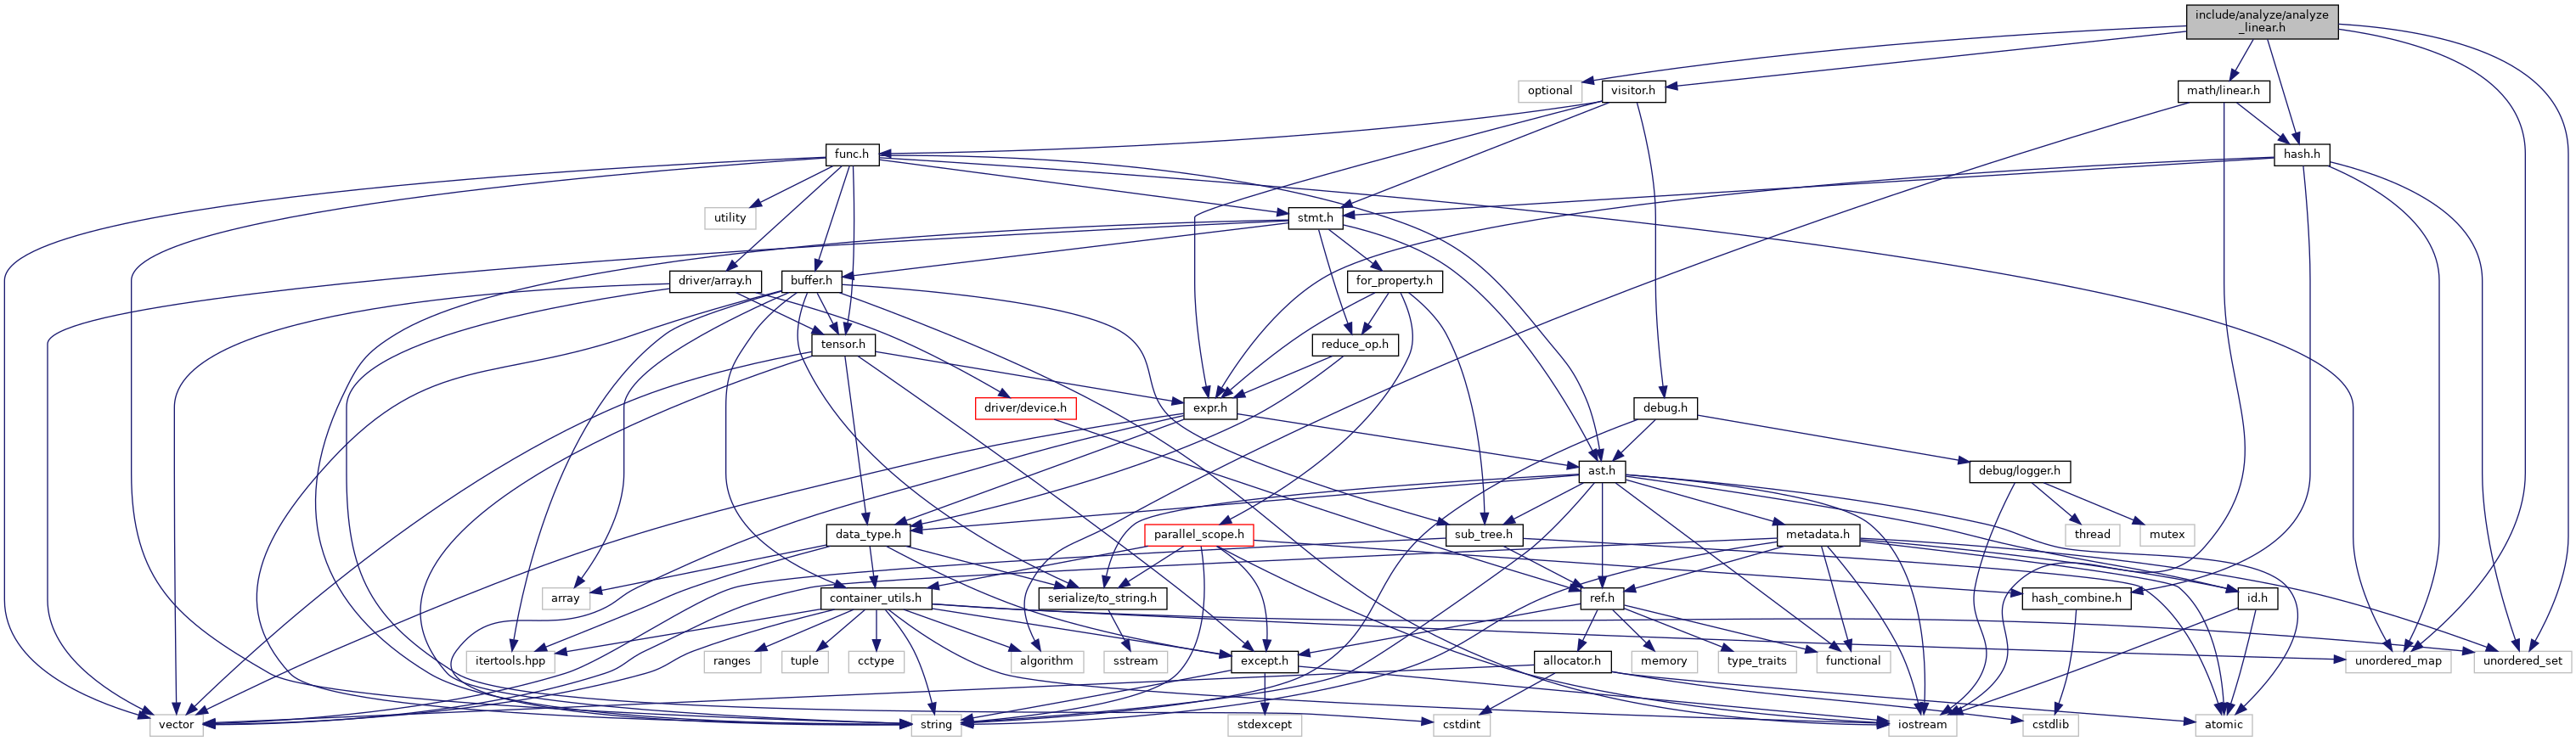 include/analyze/analyze
_linear.h
optional
visitor.h
math/linear.h
func.h
hash.h
utility
stmt.h
driver/array.h
buffer.h
for_property.h
tensor.h
reduce_op.h
driver/device.h
expr.h
debug.h
ast.h
debug/logger.h
data_type.h
parallel_scope.h
sub_tree.h
metadata.h
thread
mutex
array
container_utils.h
serialize/to_string.h
ref.h
hash_combine.h
id.h
itertools.hpp
ranges
tuple
cctype
algorithm
sstream
except.h
allocator.h
memory
type_traits
functional
unordered_map
unordered_set
vector
string
stdexcept
cstdint
iostream
cstdlib
atomic